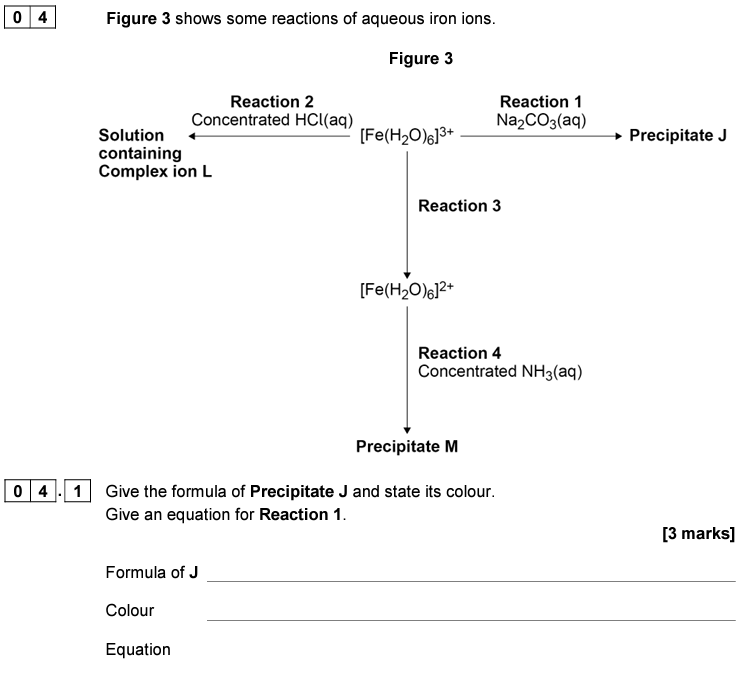 0 4 Figure 3 shows some reactions of aqueous iron ions.
Figure 3
Reaction 2
Concentrated HCl(aq)
Reaction 1
Na₂CO₃(aq)
Solution
containing
Complex ion L
[Fe(H₂O)₆]³⁺
Precipitate J
Reaction 3
[Fe(H₂O)₆]²⁺
Reaction 4
Concentrated NH₃(aq)
Precipitate M
0 4 . 1 Give the formula of Precipitate J and state its colour.
Give an equation for Reaction 1.
[3 marks]
Formula of J
Colour
Equation